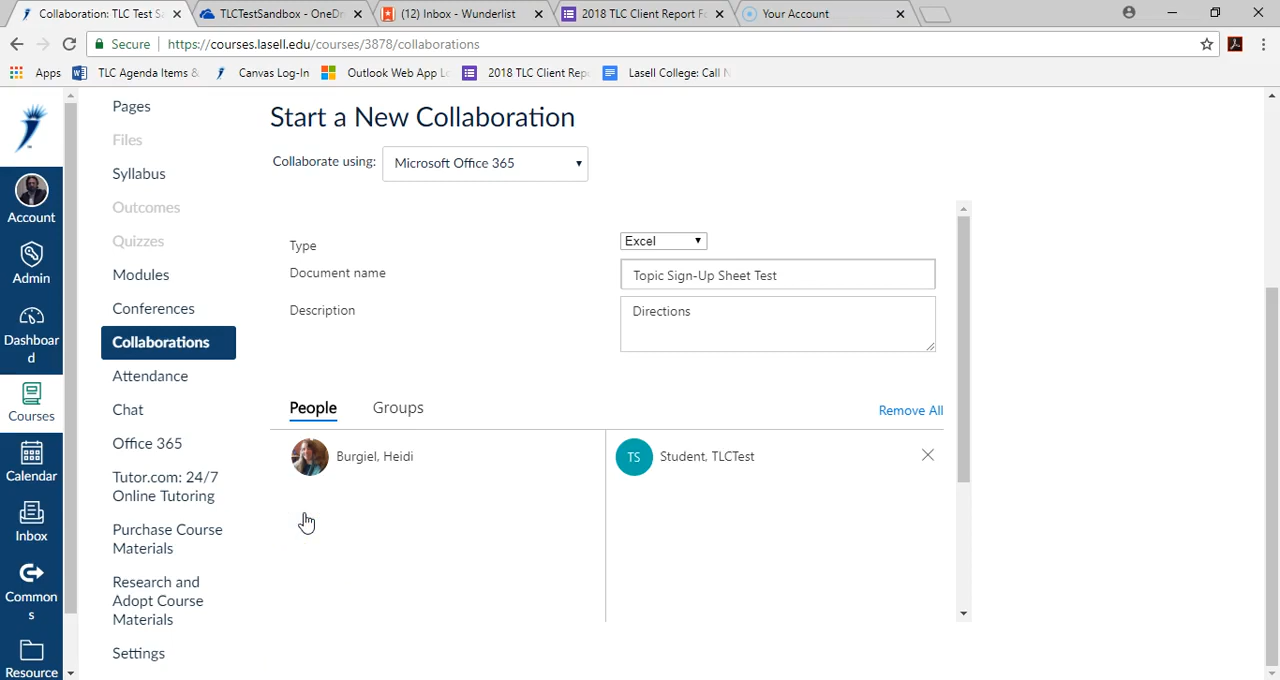 Collaboration: TLC Test S
TLCTestSandbox - OneDr
(12) Inbox - Wunderlist
2018 TLC Client Report F
Your Account
Secure
https://courses.lasell.edu/courses/3878/collaborations
Apps
TLC Agenda Items &
Canvas Log-In
Outlook Web App Lo
2018 TLC Client Repo
Lasell College: Call N
Account
Admin
Dashboar
d
Courses
Calendar
Inbox
Common
s
Resource
Pages
Files
Syllabus
Outcomes
Quizzes
Modules
Conferences
Collaborations
Attendance
Chat
Office 365
Tutor.com: 24/7
Online Tutoring
Purchase Course
Materials
Research and
Adopt Course
Materials
Settings
Start a New Collaboration
Collaborate using:
Microsoft Office 365
Type
Excel
Document name
Topic Sign-Up Sheet Test
Description
Directions
People
Groups
Remove All
Burgiel, Heidi
TS
Student, TLCTest